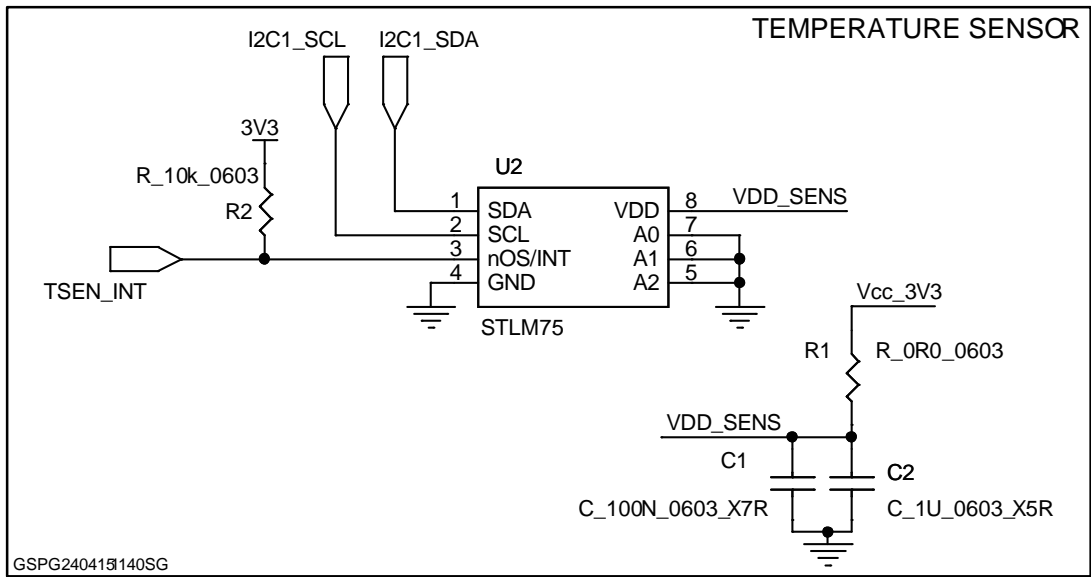 TEMPERATURE SENSOR
I2C1_SCL I2C1_SDA
3V3
R_10k_0603
R2
U2
1 SDA VDD 8 VDD_SENS
2 SCL A0 7
3 nOS/INT A1 6
4 GND A2 5
TSEN_INT
STLM75
Vcc_3V3
R1 R_0R0_0603
VDD_SENS
C1 C2
C_100N_0603_X7R C_1U_0603_X5R
GSPG2404151140SG